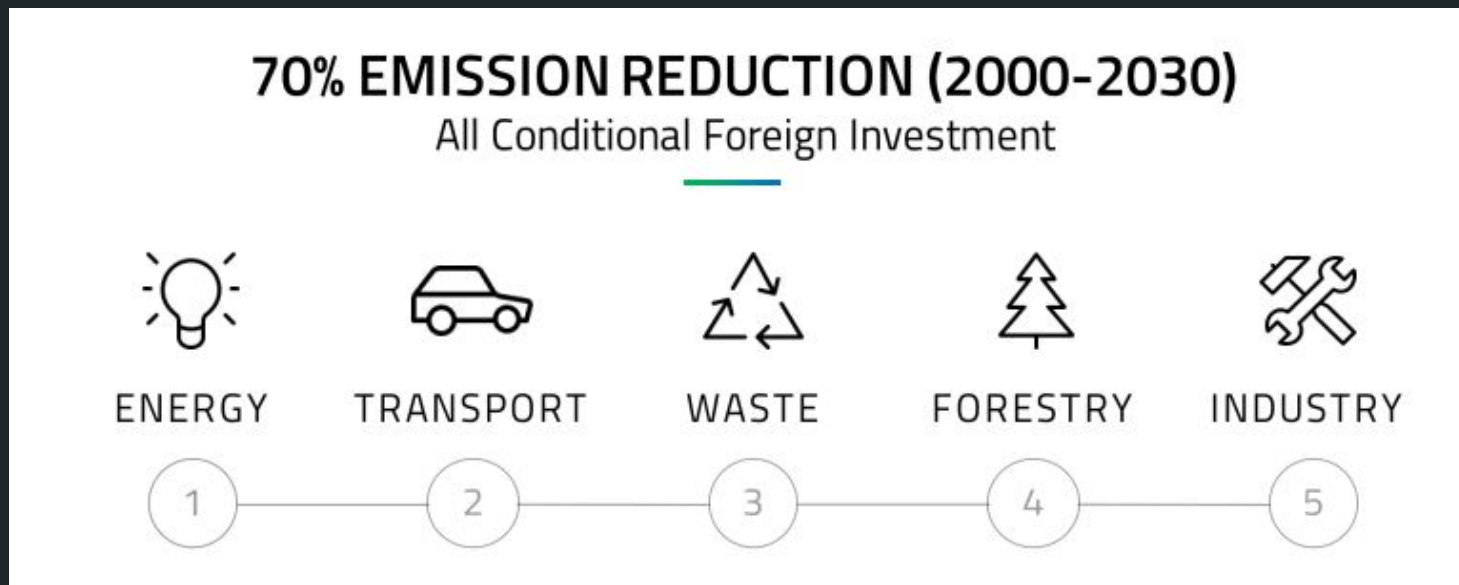 70% EMISSION REDUCTION (2000-2030)
All Conditional Foreign Investment
ENERGY TRANSPORT WASTE FORESTRY INDUSTRY
1 2 3 4 5